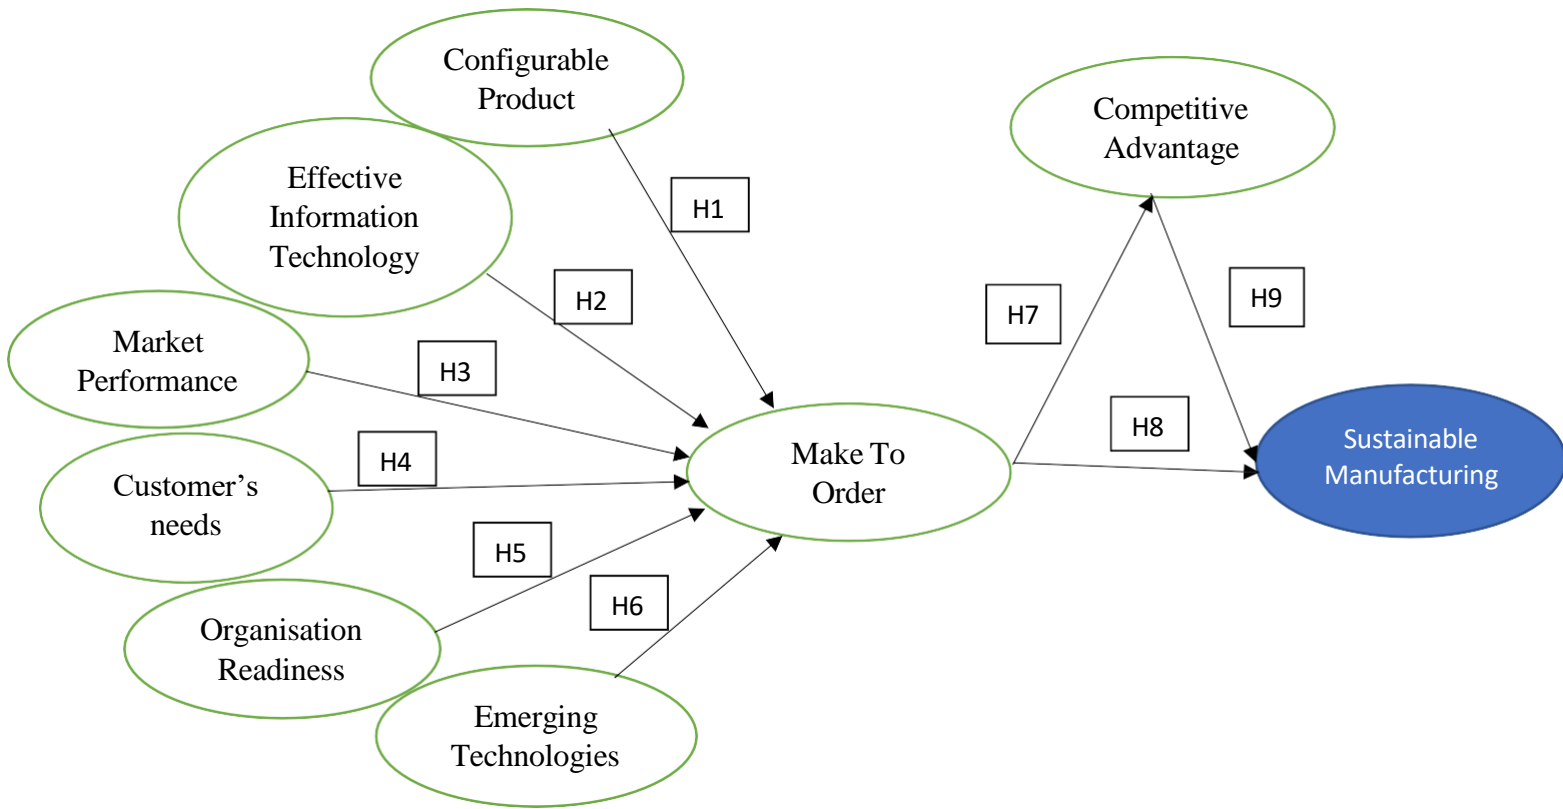 Configurable
Product
Effective
Information
Technology
H1
H2
Market
Performance
H3
Customer’s
needs
H4
Organisation
Readiness
H5
Emerging
Technologies
H6
Make To
Order
Competitive
Advantage
H7
H9
H8
Sustainable
Manufacturing